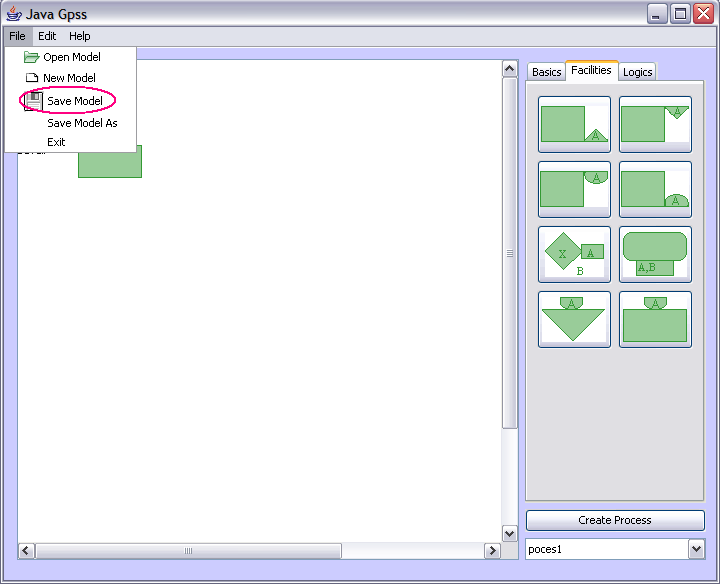 Java Gpss
File Edit Help
Open Model
New Model
Save Model
Save Model As
Exit
Basics Facilities Logics
A A
A A
X A B A,B
A A
Create Process
poces1